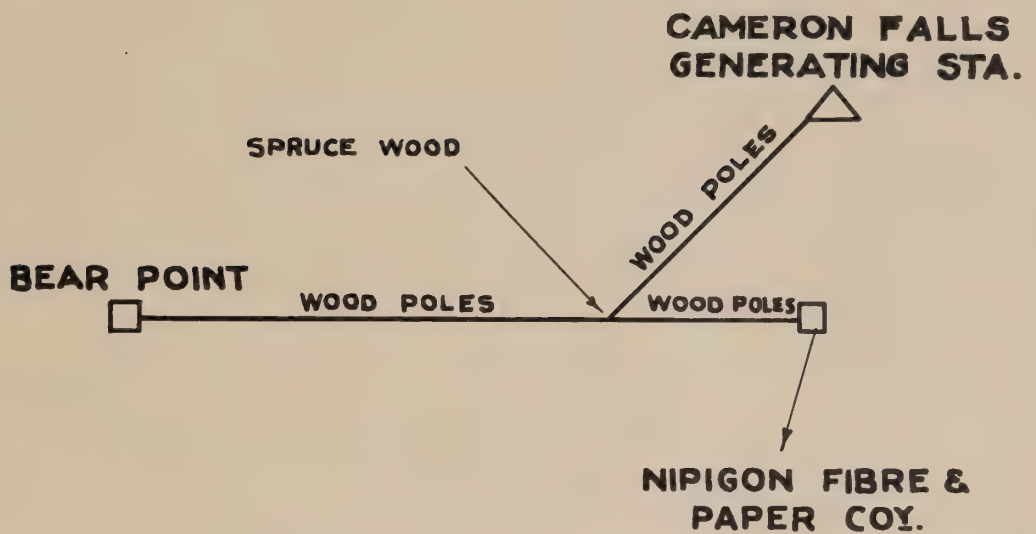 CAMERON FALLS
GENERATING STA.
SPRUCE WOOD
WOOD POLES
BEAR POINT
WOOD POLES
WOOD POLES
NIPIGON FIBRE &
PAPER COY.